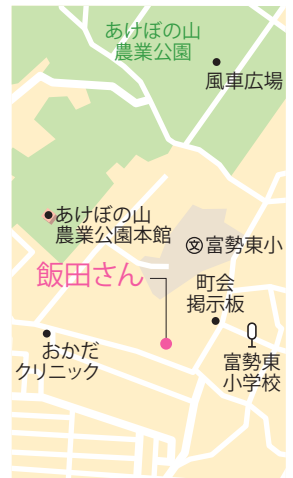 あけぼの山
農業公園
風車広場
あけぼの山
農業公園本館
文富勢東小
飯田さん
町会
掲示板
おかだ
クリニック
富勢東
小学校